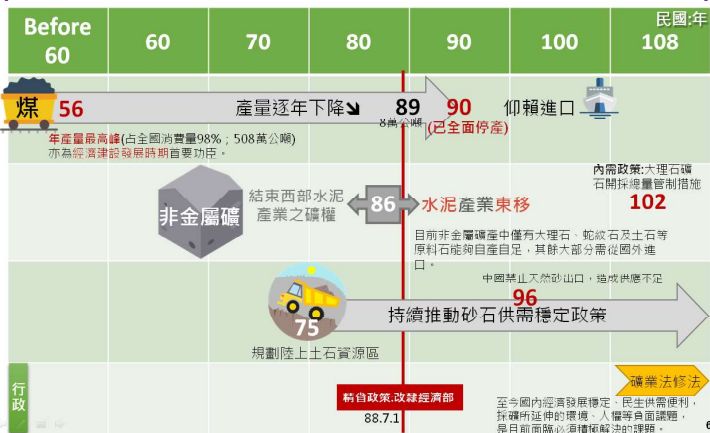 民國:年
Before
60
60
70
80
90
100
108
煤
56
產量逐年下降↘
89
8萬公噸
90
(已全面停產)
仰賴進口
年產量最高峰(占全國消費量98%；508萬公噸)
亦為經濟建設發展時期首要功臣。
內需政策:大理石礦
石開採總量管制措施
102
非金屬礦
結束西部水泥
產業之礦權
86
水泥產業東移
目前非金屬礦產中僅有大理石、蛇紋石及土石等
原料石能夠自產自足，其餘大部分需從國外進
口。
中國禁止天然砂出口，造成供應不足
96
75
持續推動砂石供需穩定政策
規劃陸上土石資源區
行政
精省政策:改隸經濟部
88.7.1
礦業法修法
至今國內經濟發展穩定、民生供需便利，
採礦所延伸的環境、人權等負面議題，
是目前面臨必須積極解決的課題。
6